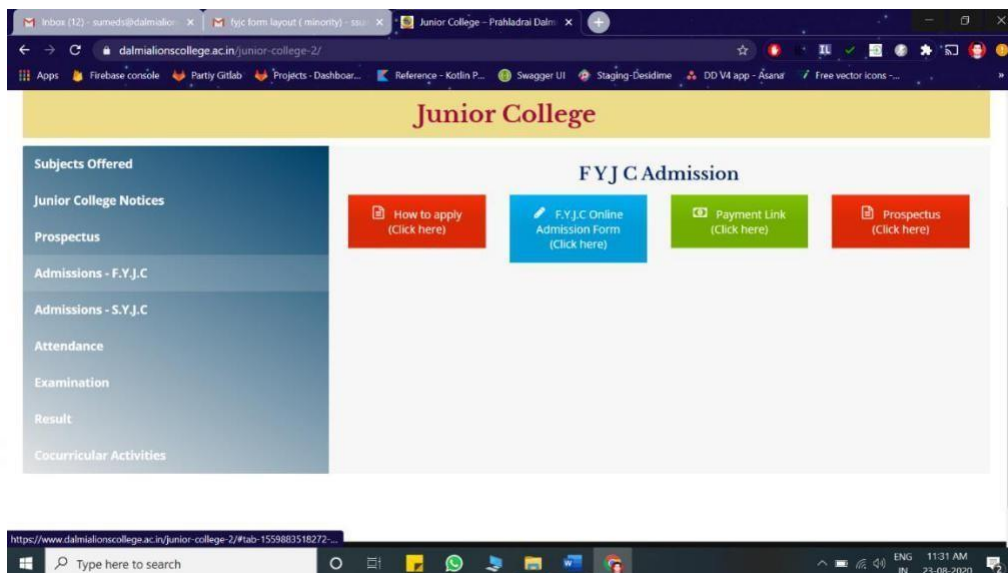 Inbox (12) - sumeds@dalmialion
fyjc form layout ( minority) - ssu
Junior College – Prahladrai Dalm
dalmialionscollege.ac.in/junior-college-2/
Apps
Firebase console
Partiy Gitlab
Projects - Dashboar...
Reference - Kotlin P...
Swagger UI
Staging-Desidime
DD V4 app - Asana
Free vector icons -...
Junior College
Subjects Offered
Junior College Notices
Prospectus
Admissions - F.Y.J.C
Admissions - S.Y.J.C
Attendance
Examination
Result
Cocurricular Activities
F Y J C Admission
How to apply
(Click here)
F.Y.J.C Online
Admission Form
(Click here)
Payment Link
(Click here)
Prospectus
(Click here)
https://www.dalmialionscollege.ac.in/junior-college-2/#tab-1559883518272-...
Type here to search
ENG
IN
11:31 AM
23-08-2020